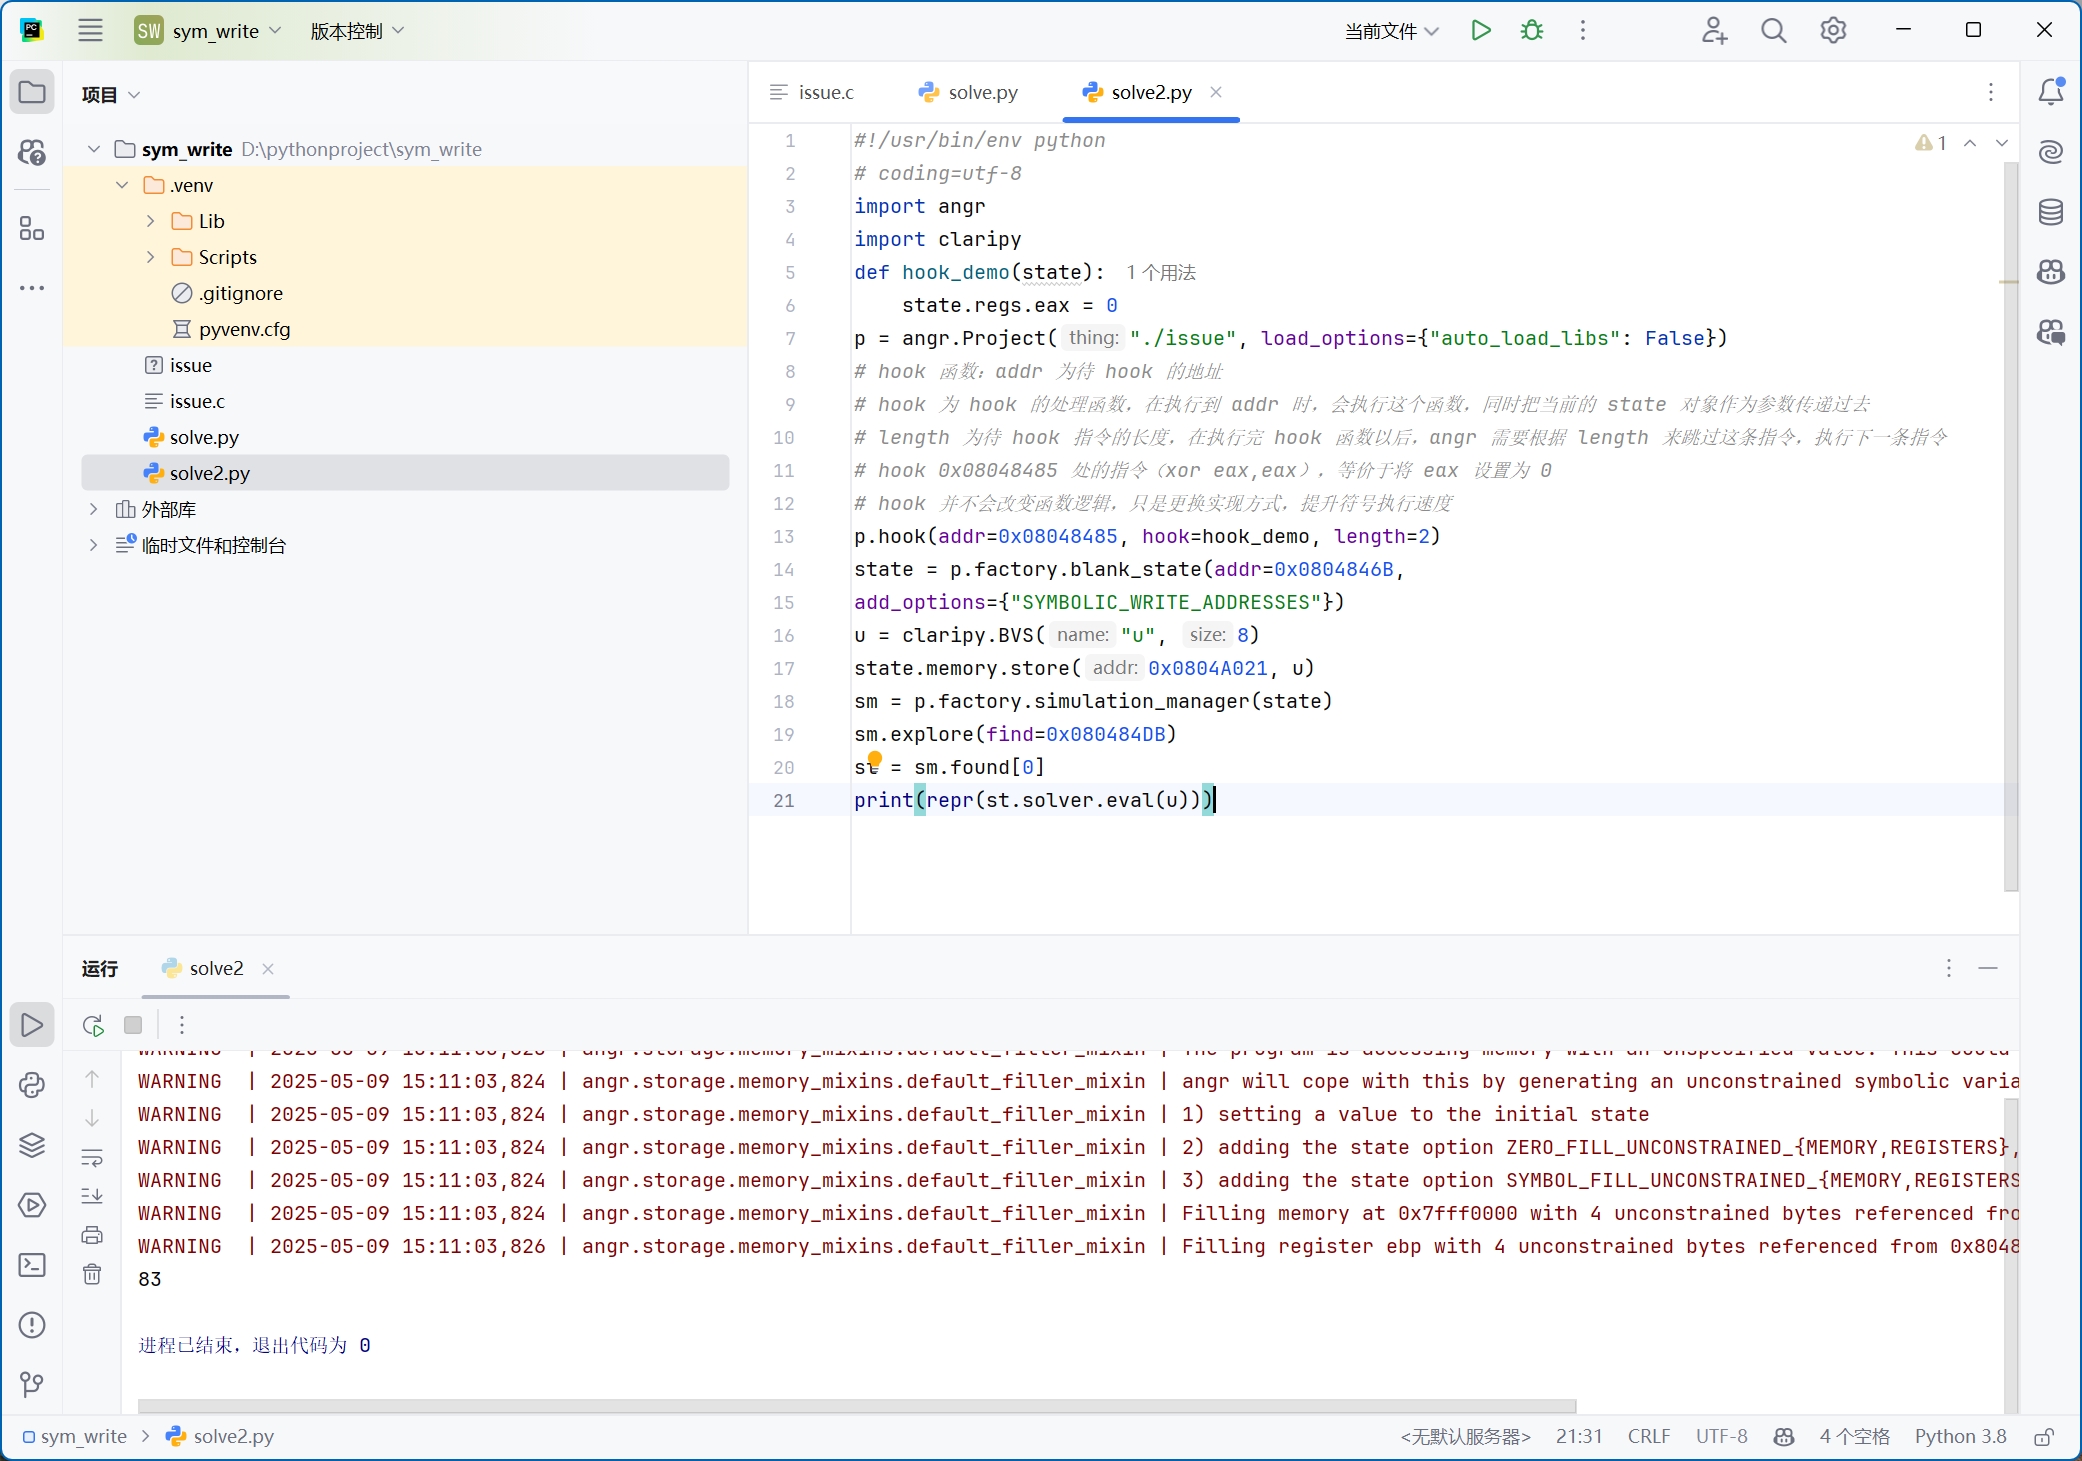 SW sym_write 版本控制 当前文件
项目
issue.c solve.py solve2.py
sym_write D:\pythonproject\sym_write
.venv
Lib
Scripts
.gitignore
pyvenv.cfg
issue
issue.c
solve.py
solve2.py
外部库
临时文件和控制台
1 #!/usr/bin/env python
2 # coding=utf-8
3 import angr
4 import claripy
5 def hook_demo(state): 1 个用法
6 state.regs.eax = 0
7 p = angr.Project( thing: "./issue", load_options={"auto_load_libs": False})
8 # hook 函数：addr 为待 hook 的地址
9 # hook 为 hook 的处理函数，在执行到 addr 时，会执行这个函数，同时把当前的 state 对象作为参数传递过去
10 # length 为待 hook 指令的长度，在执行完 hook 函数以后，angr 需要根据 length 来跳过这条指令，执行下一条指令
11 # hook 0x08048485 处的指令（xor eax,eax），等价于将 eax 设置为 0
12 # hook 并不会改变函数逻辑，只是更换实现方式，提升符号执行速度
13 p.hook(addr=0x08048485, hook=hook_demo, length=2)
14 state = p.factory.blank_state(addr=0x0804846B,
15 add_options={"SYMBOLIC_WRITE_ADDRESSES"})
16 u = claripy.BVS( name: "u", size: 8)
17 state.memory.store( addr: 0x0804A021, u)
18 sm = p.factory.simulation_manager(state)
19 sm.explore(find=0x080484DB)
20 st = sm.found[0]
21 print(repr(st.solver.eval(u)))
1
运行 solve2
WARNING | 2025-05-09 15:11:03,824 | angr.storage.memory_mixins.default_filler_mixin | angr will cope with this by generating an unconstrained symbolic varia
WARNING | 2025-05-09 15:11:03,824 | angr.storage.memory_mixins.default_filler_mixin | 1) setting a value to the initial state
WARNING | 2025-05-09 15:11:03,824 | angr.storage.memory_mixins.default_filler_mixin | 2) adding the state option ZERO_FILL_UNCONSTRAINED_{MEMORY,REGISTERS},
WARNING | 2025-05-09 15:11:03,824 | angr.storage.memory_mixins.default_filler_mixin | 3) adding the state option SYMBOL_FILL_UNCONSTRAINED_{MEMORY,REGISTERS
WARNING | 2025-05-09 15:11:03,824 | angr.storage.memory_mixins.default_filler_mixin | Filling memory at 0x7fff0000 with 4 unconstrained bytes referenced fro
WARNING | 2025-05-09 15:11:03,826 | angr.storage.memory_mixins.default_filler_mixin | Filling register ebp with 4 unconstrained bytes referenced from 0x8048
83
进程已结束，退出代码为 0
sym_write solve2.py <无默认服务器> 21:31 CRLF UTF-8 4 个空格 Python 3.8